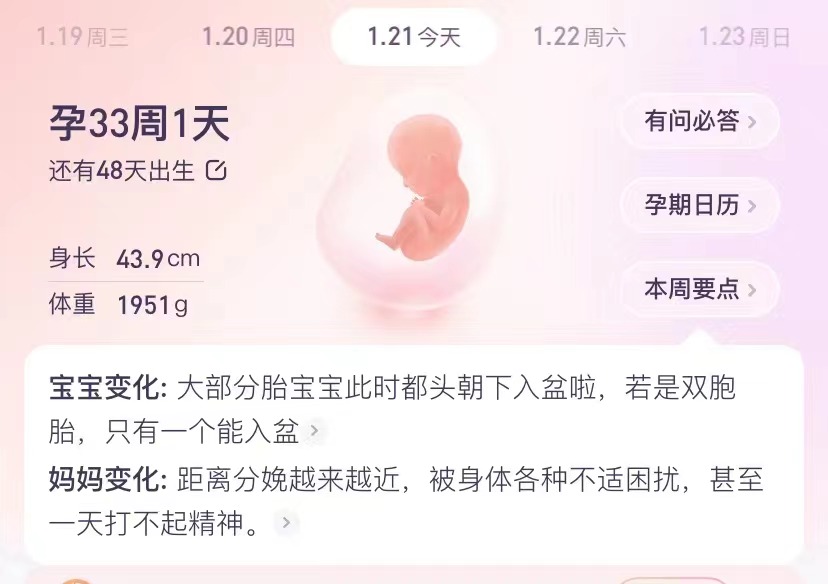 1.19周三 1.20周四 1.21今天 1.22周六 1.23周日
孕33周1天
还有48天出生
有问必答
孕期日历
身长 43.9cm
体重 1951g
本周要点
宝宝变化: 大部分胎宝宝此时都头朝下入盆啦，若是双胞
胎，只有一个能入盆
妈妈变化: 距离分娩越来越近，被身体各种不适困扰，甚至
一天打不起精神。